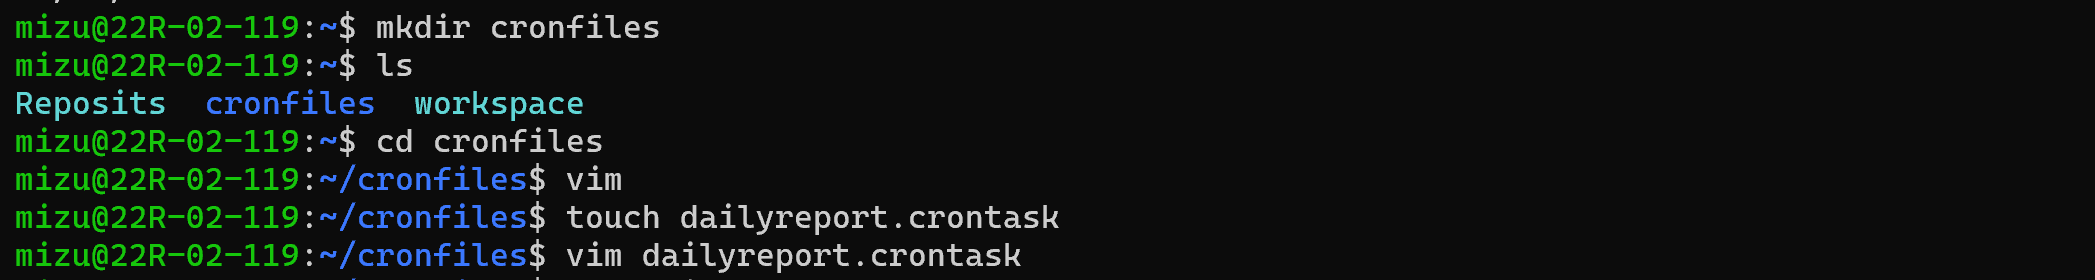 mizu@22R-02-119:~$ mkdir cronfiles
mizu@22R-02-119:~$ ls
Reposits  cronfiles  workspace
mizu@22R-02-119:~$ cd cronfiles
mizu@22R-02-119:~/cronfiles$ vim
mizu@22R-02-119:~/cronfiles$ touch dailyreport.crontask
mizu@22R-02-119:~/cronfiles$ vim dailyreport.crontask